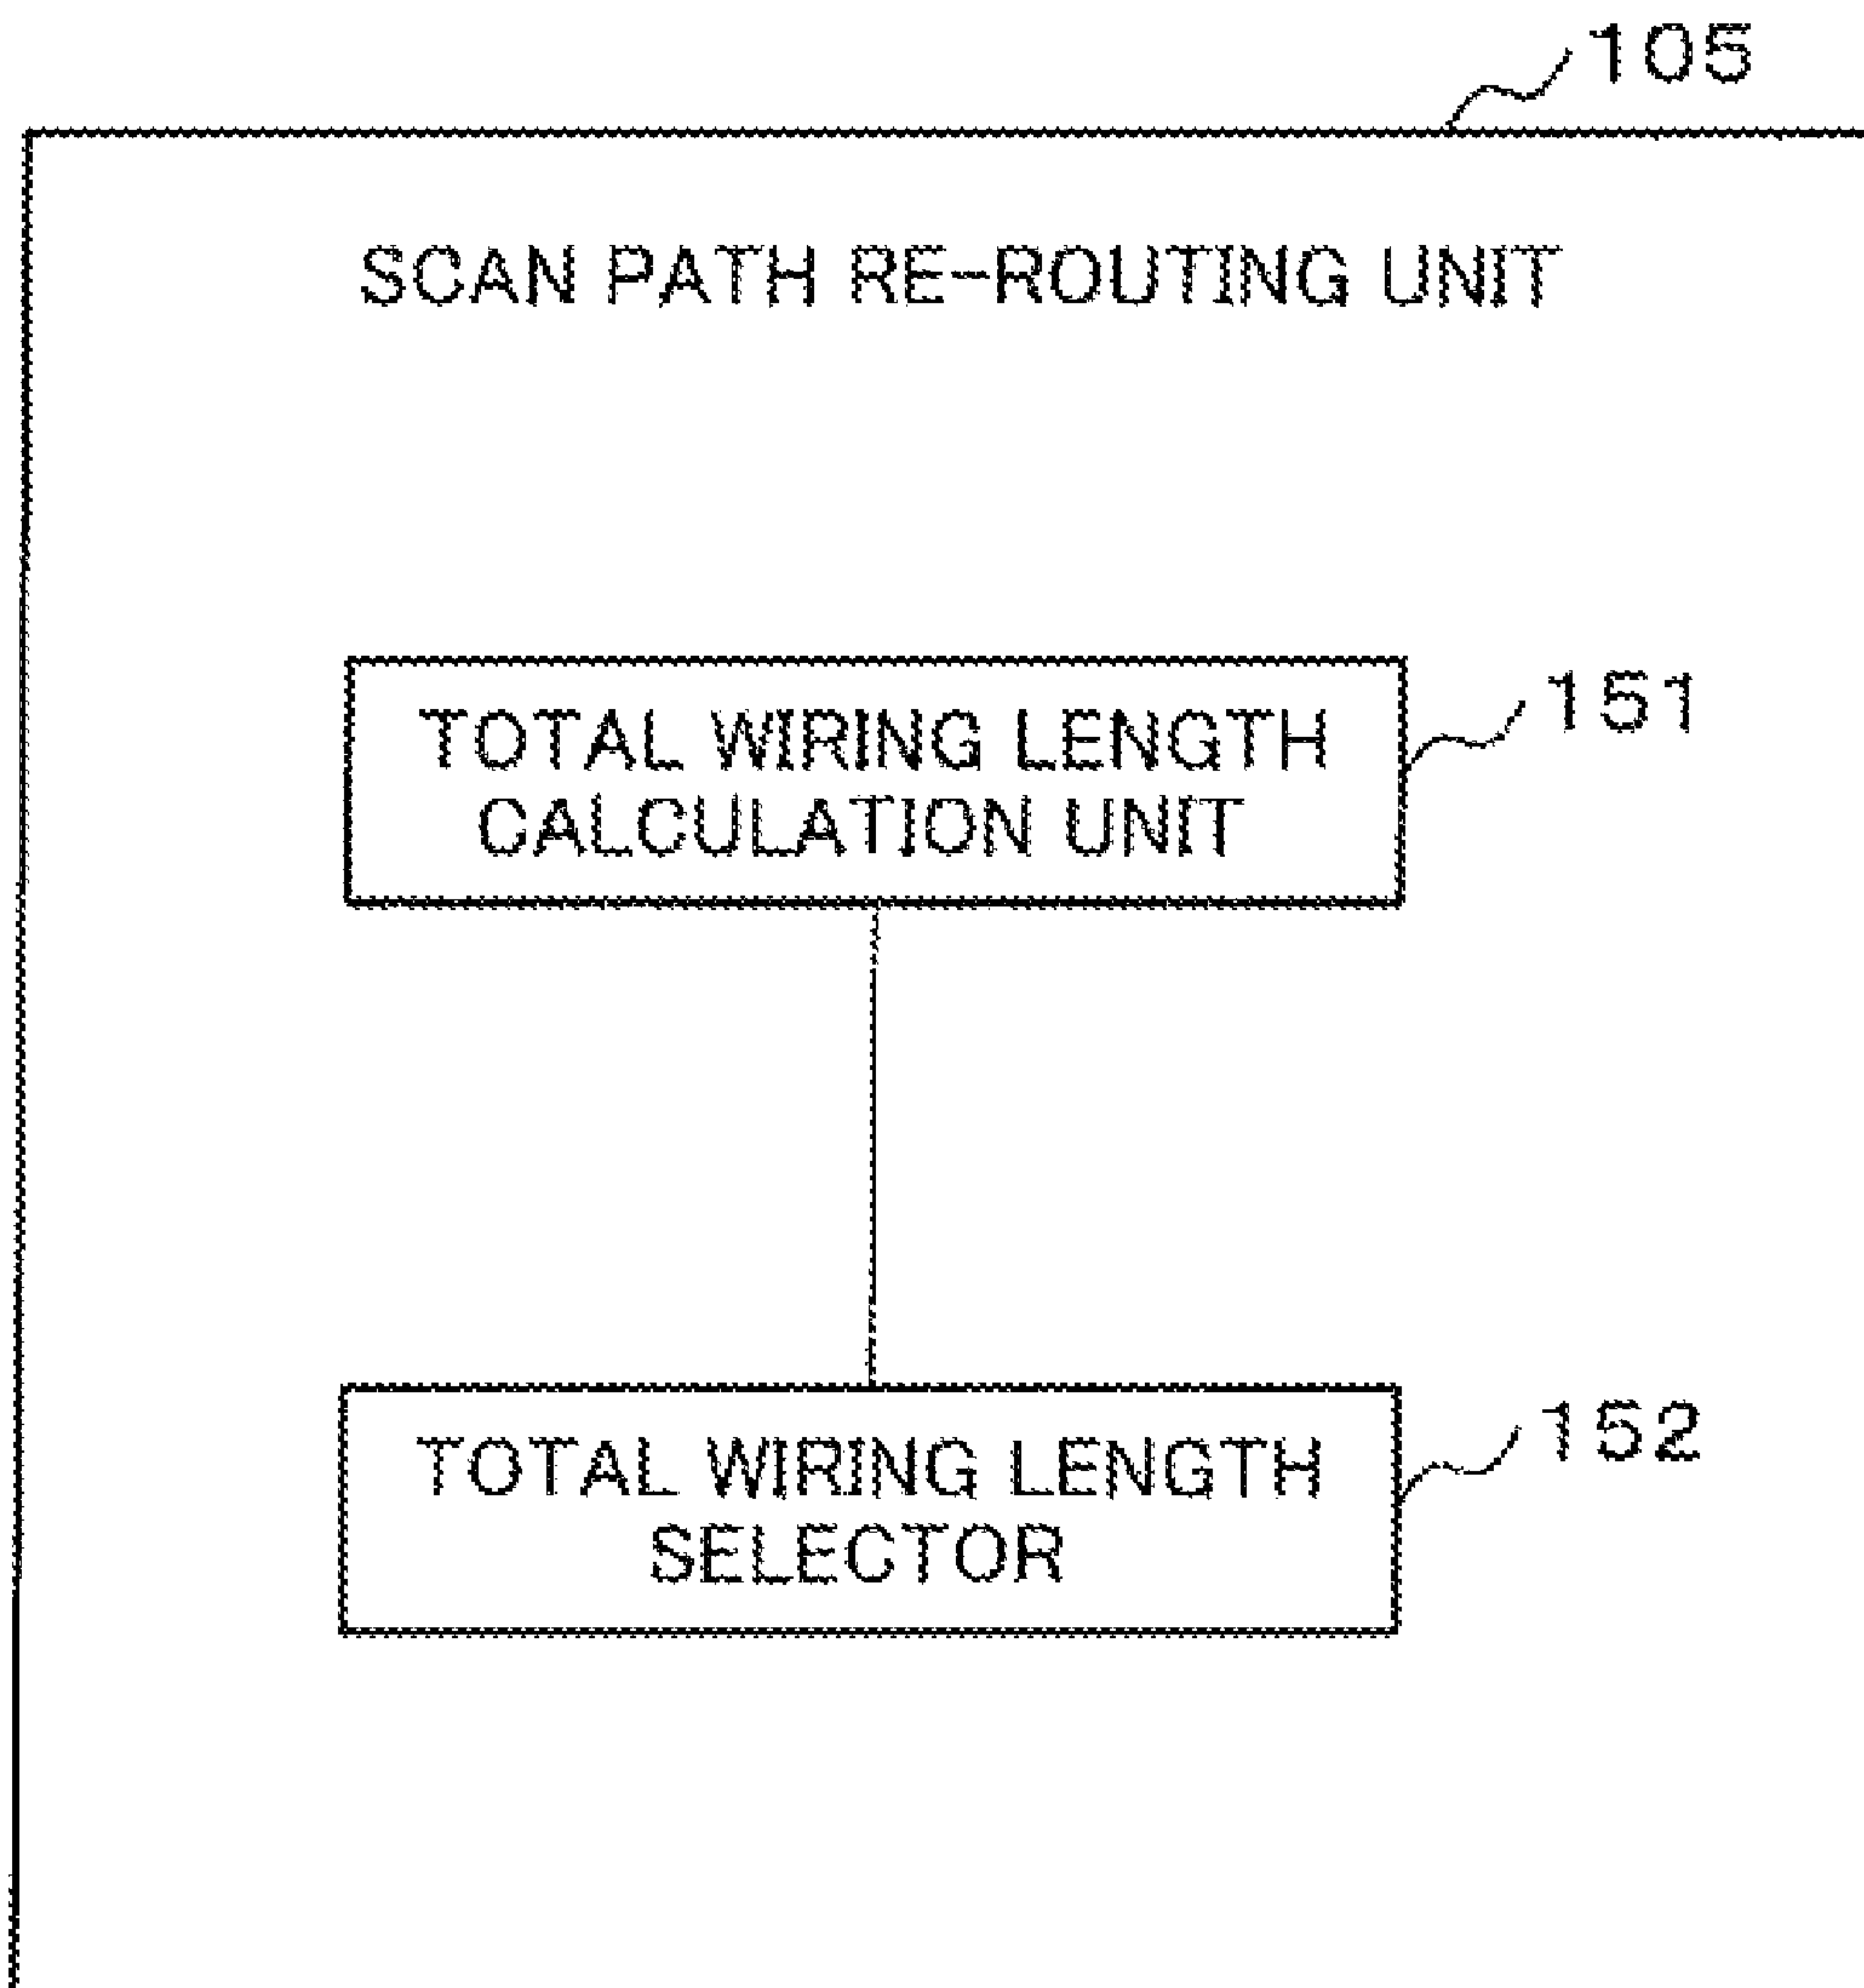 105
SCAN PATH RE-ROUTING UNIT
TOTAL WIRING LENGTH
CALCULATION UNIT
151
TOTAL WIRING LENGTH
SELECTOR
152